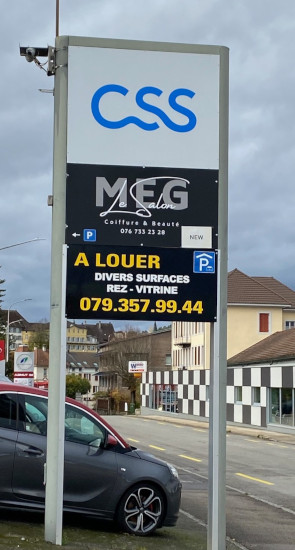 CSS
MEG
Le Salon
Coiffure & Beauté
076 733 23 28
P
NEW
A LOUER
P
DIVERS SURFACES
REZ - VITRINE
079.357.99.44